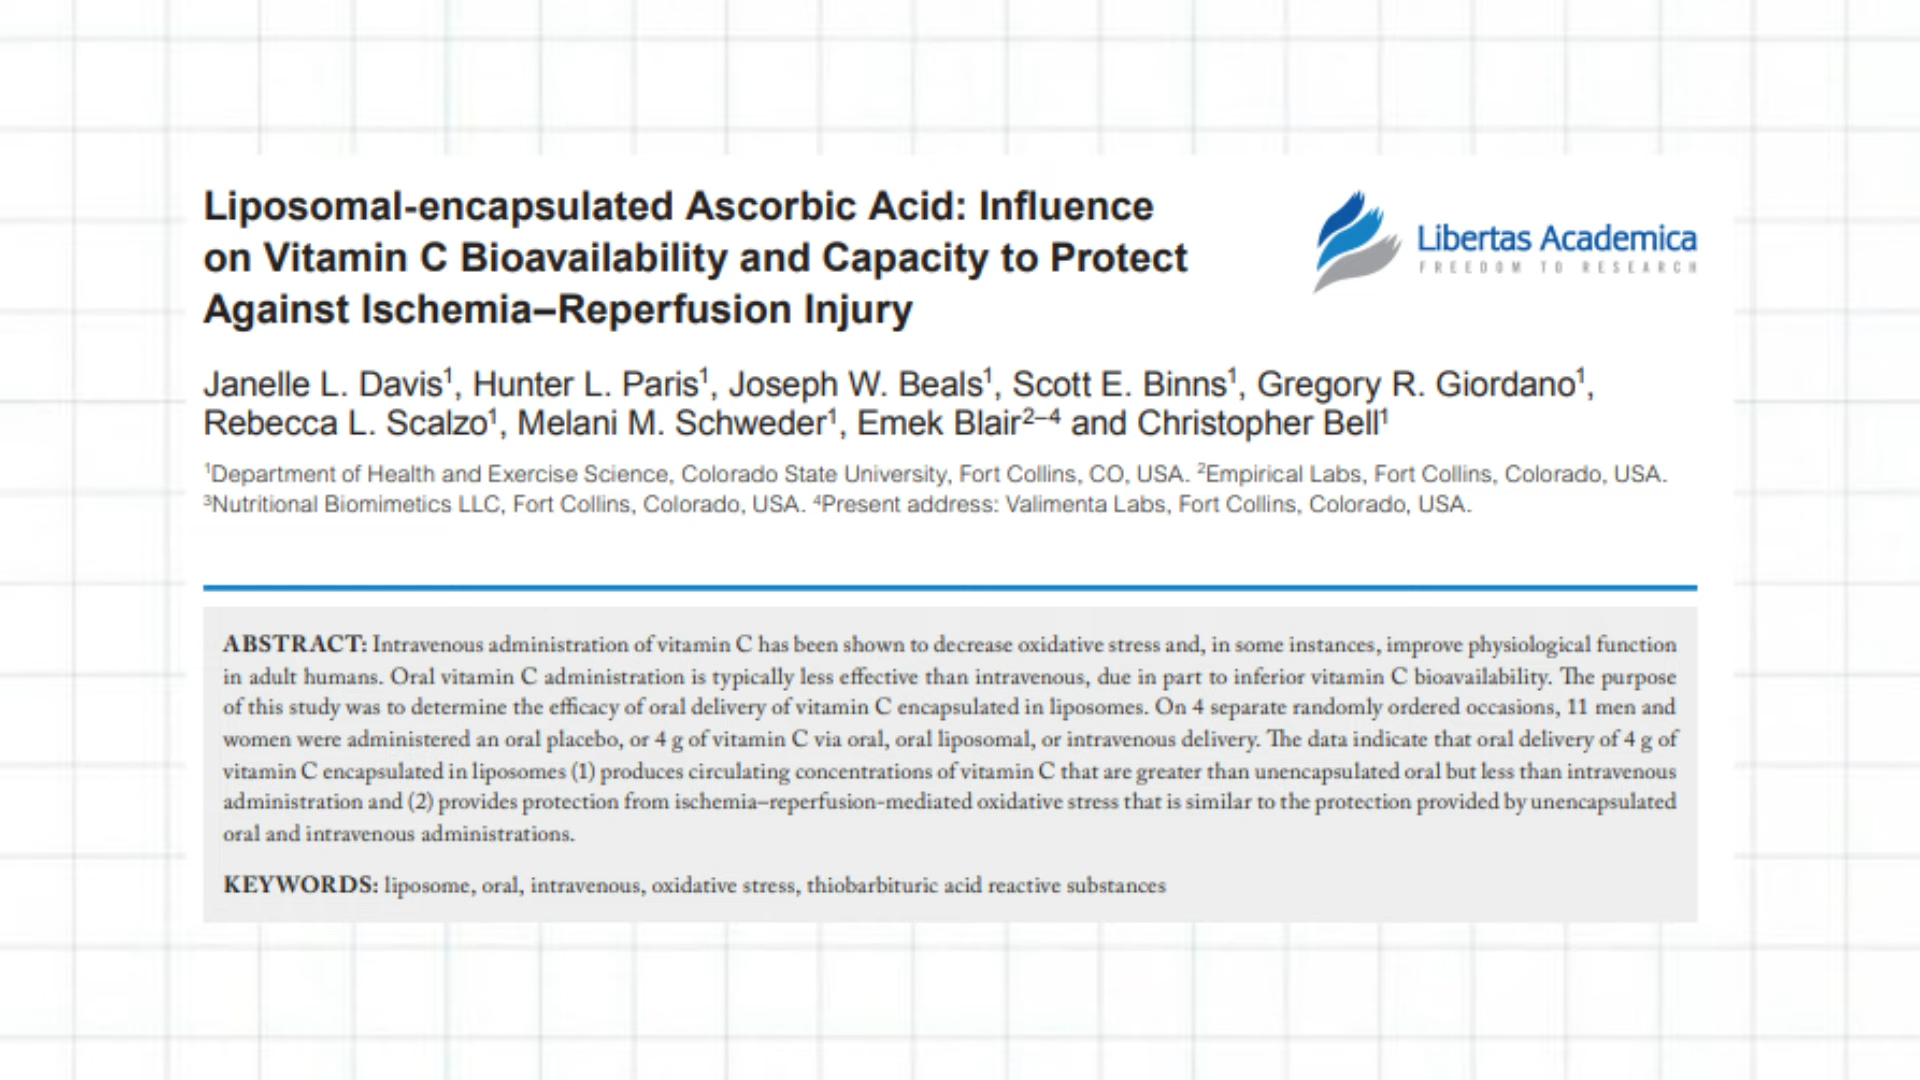 Liposomal-encapsulated Ascorbic Acid: Influence
on Vitamin C Bioavailability and Capacity to Protect
Against Ischemia–Reperfusion Injury
Libertas Academica
FREEDOM TO RESEARCH
Janelle L. Davis¹, Hunter L. Paris¹, Joseph W. Beals¹, Scott E. Binns¹, Gregory R. Giordano¹,
Rebecca L. Scalzo¹, Melani M. Schweder¹, Emek Blair²⁻⁴ and Christopher Bell¹
¹Department of Health and Exercise Science, Colorado State University, Fort Collins, CO, USA. ²Empirical Labs, Fort Collins, Colorado, USA.
³Nutritional Biomimetics LLC, Fort Collins, Colorado, USA. ⁴Present address: Valimenta Labs, Fort Collins, Colorado, USA.
ABSTRACT: Intravenous administration of vitamin C has been shown to decrease oxidative stress and, in some instances, improve physiological function
in adult humans. Oral vitamin C administration is typically less effective than intravenous, due in part to inferior vitamin C bioavailability. The purpose
of this study was to determine the efficacy of oral delivery of vitamin C encapsulated in liposomes. On 4 separate randomly ordered occasions, 11 men and
women were administered an oral placebo, or 4 g of vitamin C via oral, oral liposomal, or intravenous delivery. The data indicate that oral delivery of 4 g of
vitamin C encapsulated in liposomes (1) produces circulating concentrations of vitamin C that are greater than unencapsulated oral but less than intravenous
administration and (2) provides protection from ischemia–reperfusion-mediated oxidative stress that is similar to the protection provided by unencapsulated
oral and intravenous administrations.
KEYWORDS: liposome, oral, intravenous, oxidative stress, thiobarbituric acid reactive substances